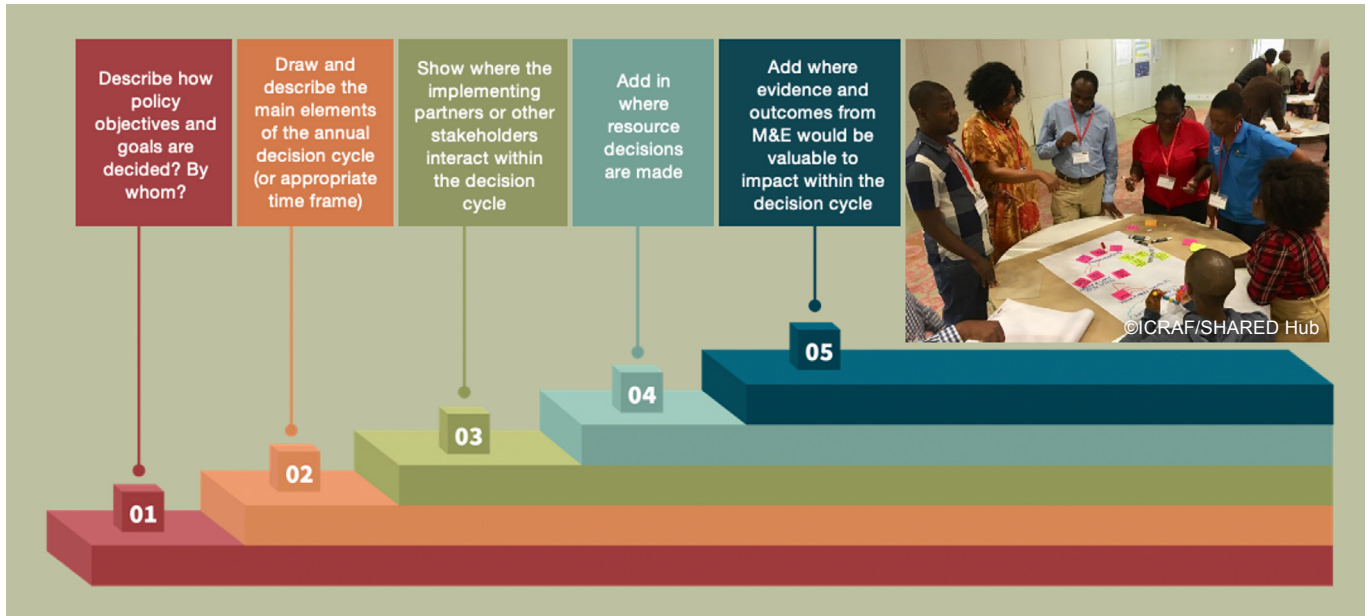 Describe how
policy
objectives and
goals are
decided? By
whom?
Draw and
describe the
main elements
of the annual
decision cycle
(or appropriate
time frame)
Show where the
implementing
partners or other
stakeholders
interact within
the decision
cycle
Add in
where
resource
decisions
are made
Add where
evidence and
outcomes from
M&E would be
valuable to
impact within the
decision cycle
©ICRAF/SHARED Hub
01
02
03
04
05